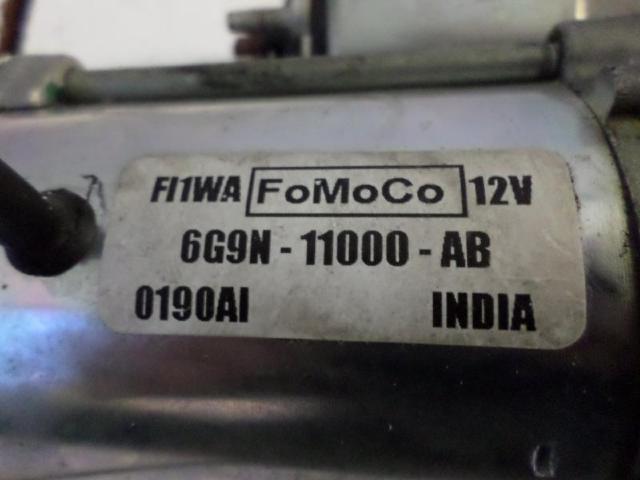 FI1WA FoMoCo 12V
6G9N - 11000 - AB
0190AI INDIA